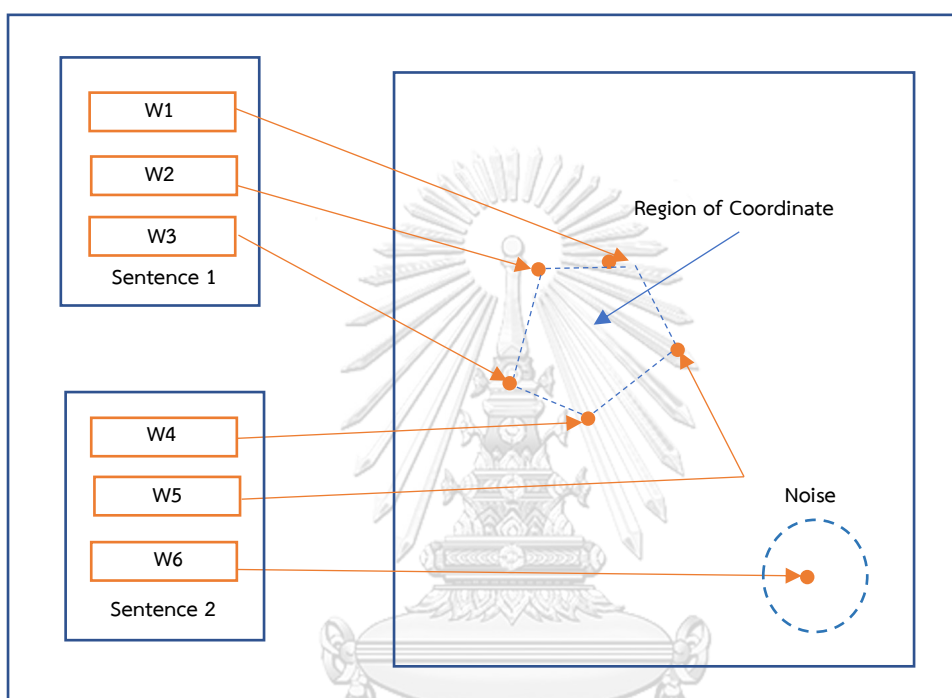 W1
W2
W3
Sentence 1
Region of Coordinate
W4
W5
W6
Sentence 2
Noise